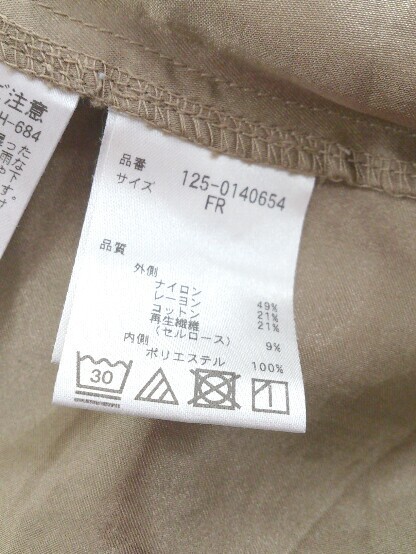 ご注意
H-684
品番 125-0140654
サイズ FR
品質
外側
ナイロン 49%
レーヨン 21%
コットン 21%
再生繊維
(セルロース) 9%
内側
ポリエステル 100%
30